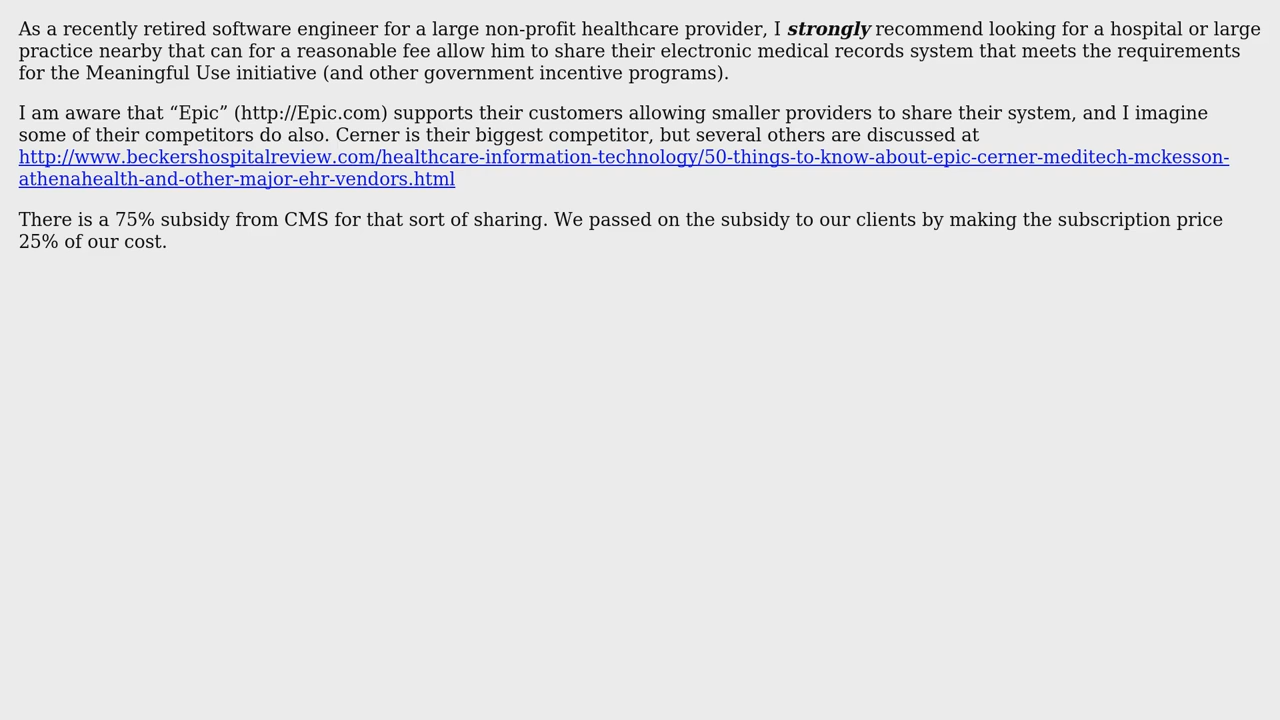 As a recently retired software engineer for a large non-profit healthcare provider, I strongly recommend looking for a hospital or large
practice nearby that can for a reasonable fee allow him to share their electronic medical records system that meets the requirements
for the Meaningful Use initiative (and other government incentive programs).
I am aware that “Epic” (http://Epic.com) supports their customers allowing smaller providers to share their system, and I imagine
some of their competitors do also. Cerner is their biggest competitor, but several others are discussed at
http://www.beckershospitalreview.com/healthcare-information-technology/50-things-to-know-about-epic-cerner-meditech-mckesson-
athenahealth-and-other-major-ehr-vendors.html
There is a 75% subsidy from CMS for that sort of sharing. We passed on the subsidy to our clients by making the subscription price
25% of our cost.